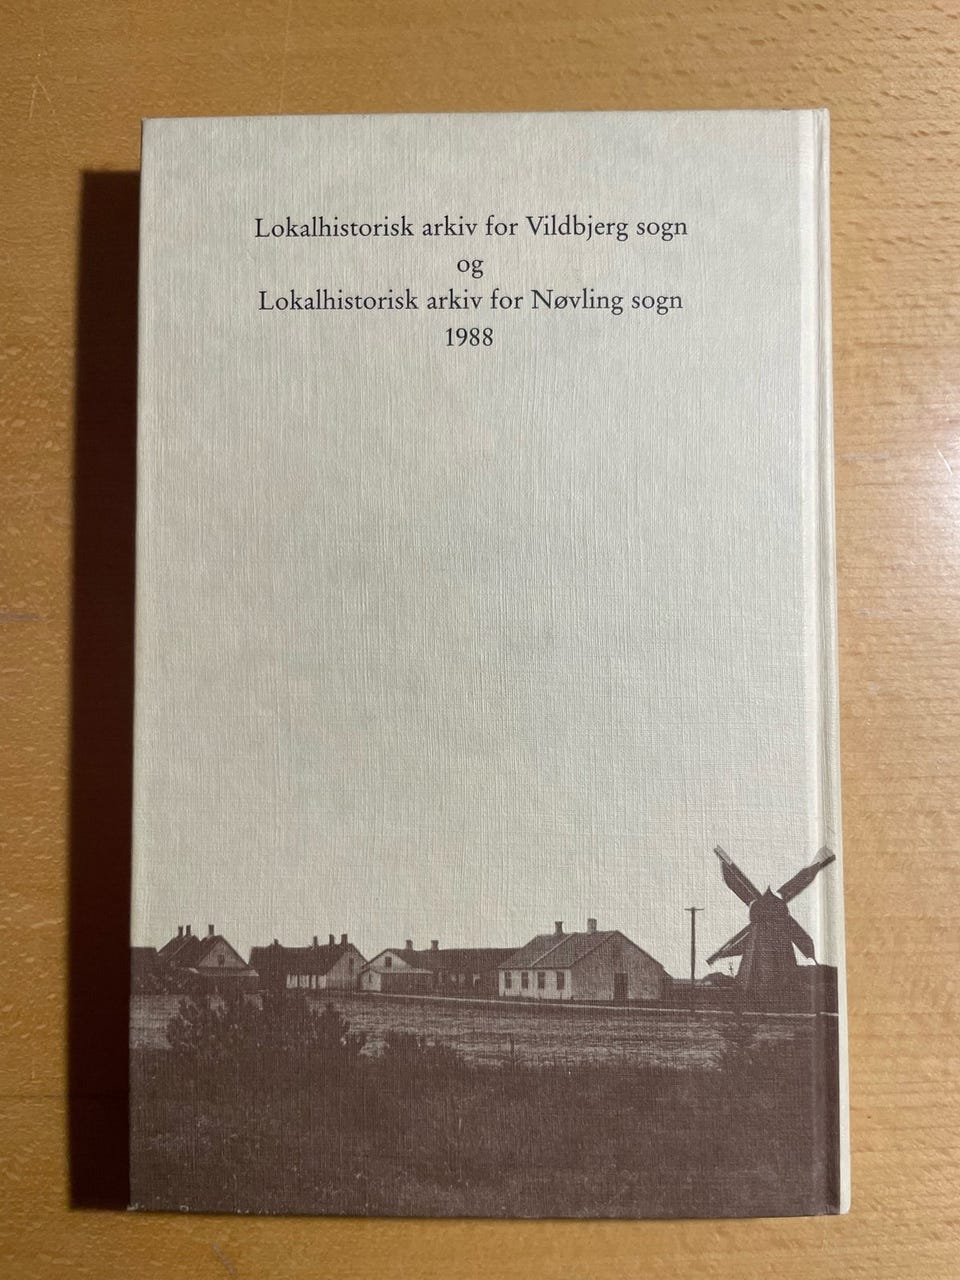 Lokalhistorisk arkiv for Vildbjerg sogn
og
Lokalhistorisk arkiv for Nøvling sogn
1988